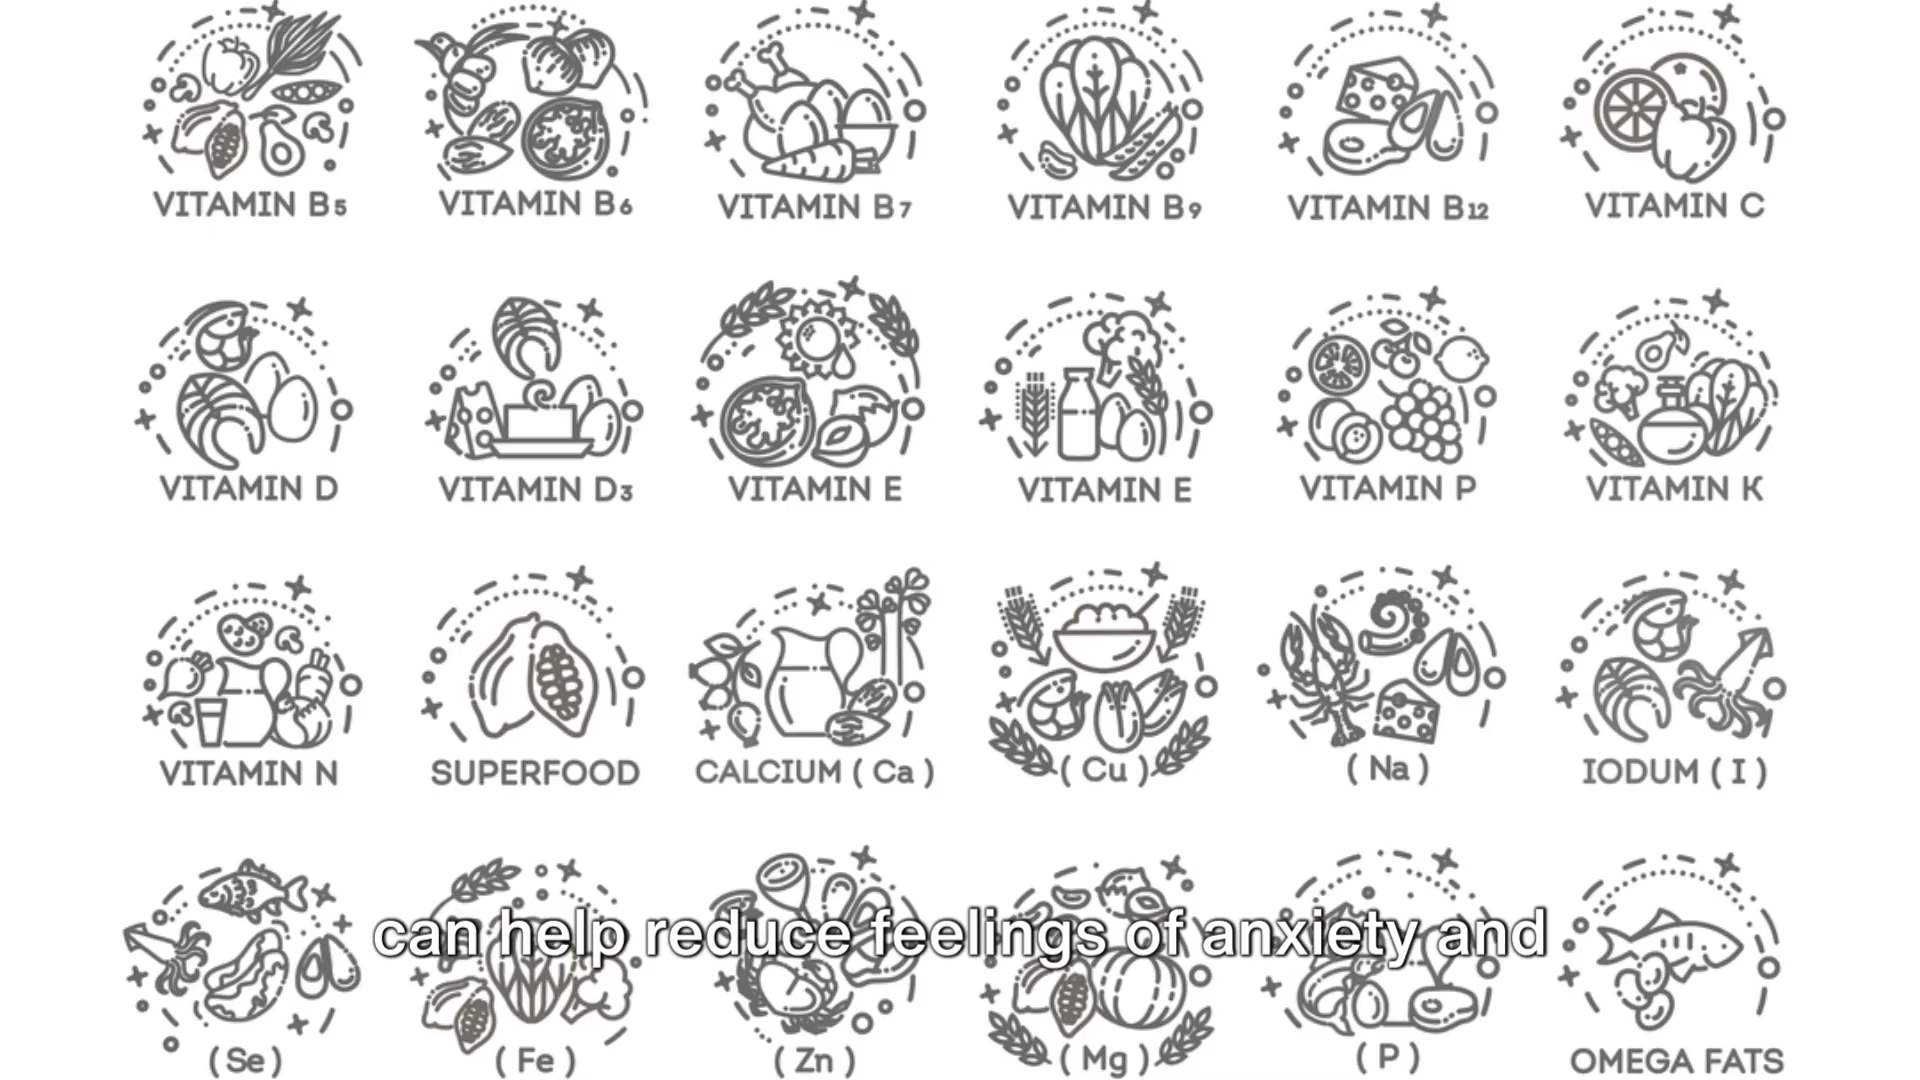 VITAMIN B5
VITAMIN B6
VITAMIN B7
VITAMIN B9
VITAMIN B12
VITAMIN C
VITAMIN D
VITAMIN D3
VITAMIN E
VITAMIN E
VITAMIN P
VITAMIN K
VITAMIN N
SUPERFOOD
CALCIUM ( Ca )
( Cu )
( Na )
IODUM ( I )
can help reduce feelings of anxiety and
( Se )
( Fe )
( Zn )
( Mg )
( P )
OMEGA FATS